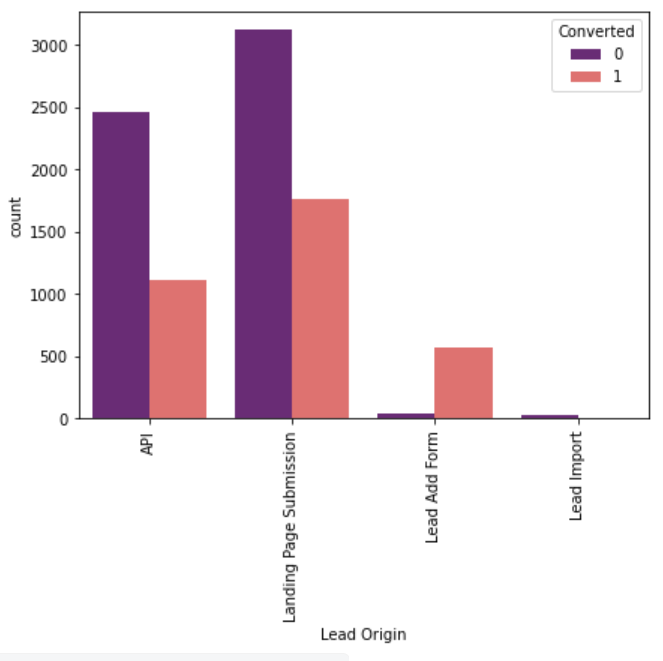 Converted
0
1
3000
2500
2000
1500
1000
500
0
count
API
Landing Page Submission
Lead Add Form
Lead Import
Lead Origin